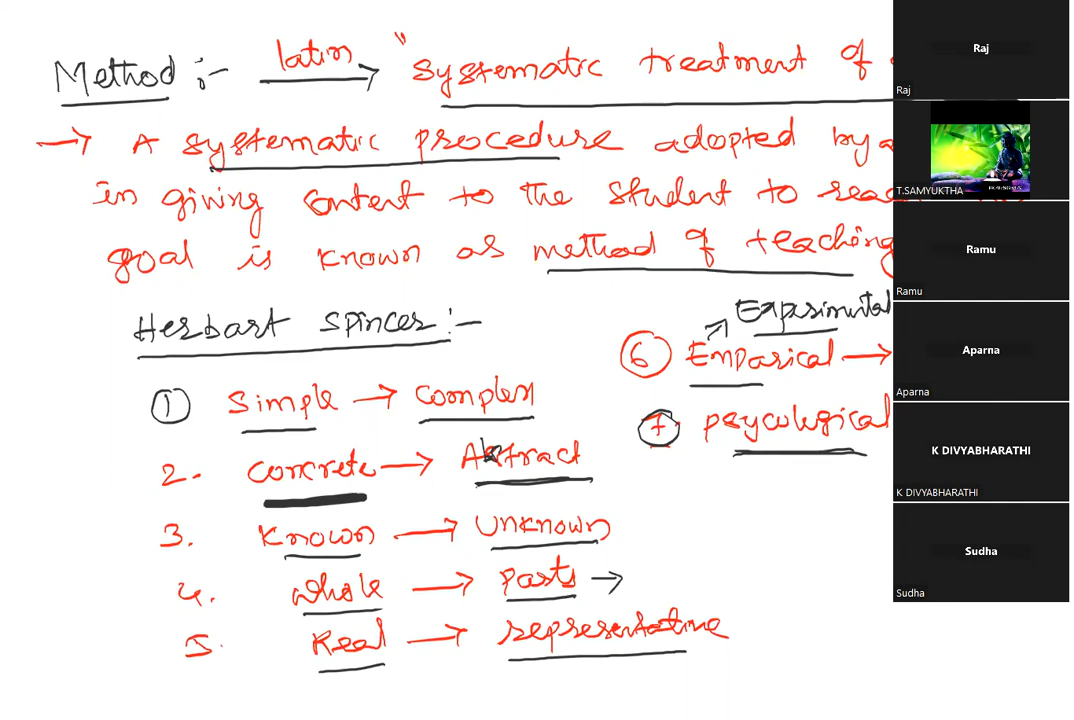 Method :- latin → "systematic treatment of
→ A systematic procedure adopted by a
in giving content to the student to reac
goal is known as method of teaching
Herbart spincer :-
① Simple → complex
2. concrete → Abstract
3. Known → Unknown
4. whole → parts →
5. Real → representative
Exparimental
⑥ Emparical →
⑦ psycological
Raj
Raj
T.SAMYUKTHA
Ramu
Ramu
Aparna
Aparna
K DIVYABHARATHI
K DIVYABHARATHI
Sudha
Sudha